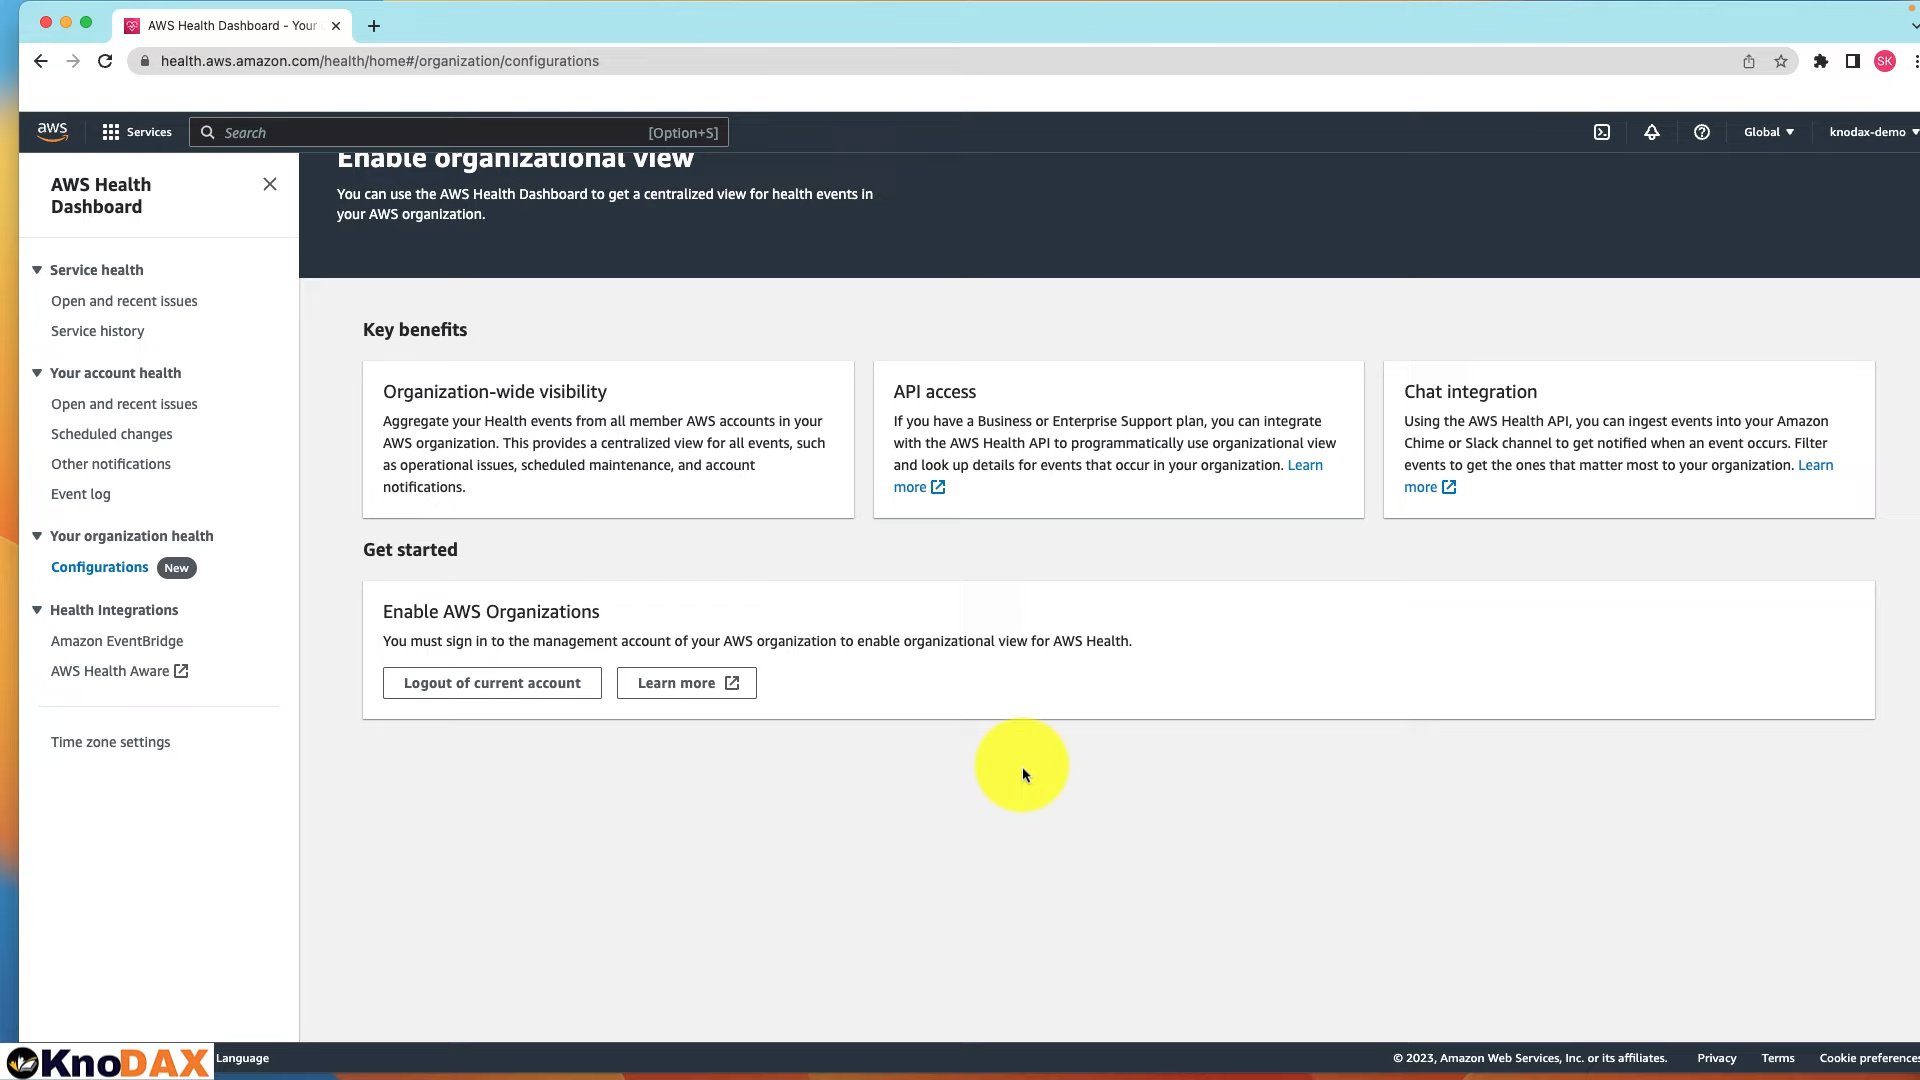 AWS Health Dashboard - Your
health.aws.amazon.com/health/home#/organization/configurations
SK
aws
Services
Search
[Option+S]
Global
knodax-demo
AWS Health
Dashboard
Service health
Open and recent issues
Service history
Your account health
Open and recent issues
Scheduled changes
Other notifications
Event log
Your organization health
Configurations New
Health Integrations
Amazon EventBridge
AWS Health Aware
Time zone settings
Enable organizational view
You can use the AWS Health Dashboard to get a centralized view for health events in
your AWS organization.
Key benefits
Organization-wide visibility
Aggregate your Health events from all member AWS accounts in your
AWS organization. This provides a centralized view for all events, such
as operational issues, scheduled maintenance, and account
notifications.
API access
If you have a Business or Enterprise Support plan, you can integrate
with the AWS Health API to programmatically use organizational view
and look up details for events that occur in your organization. Learn
more
Chat integration
Using the AWS Health API, you can ingest events into your Amazon
Chime or Slack channel to get notified when an event occurs. Filter
events to get the ones that matter most to your organization. Learn
more
Get started
Enable AWS Organizations
You must sign in to the management account of your AWS organization to enable organizational view for AWS Health.
Logout of current account
Learn more
KnoDAX
Language
© 2023, Amazon Web Services, Inc. or its affiliates.
Privacy
Terms
Cookie preferences